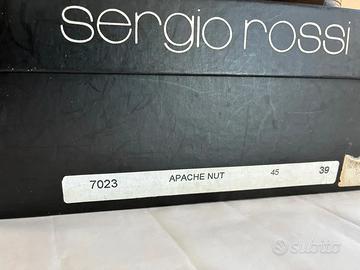 sergio rossi
7023 APACHE NUT 45 39
subito